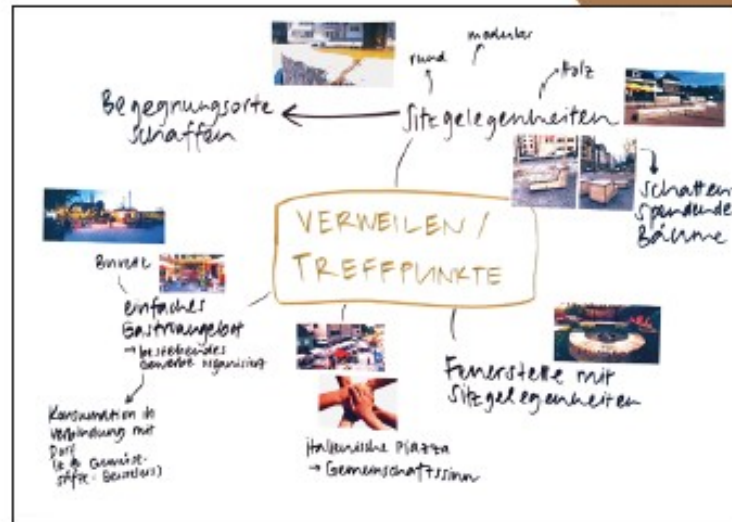 modular
rund
Holz
Begegnungsorte
schaffen
Sitzgelegenheiten
Schatten
Spendende
Bäume
VERWEILEN /
TREFFPUNKTE
Buvette
einfaches
Gastroangebot
→ bestehendes
Gewerbe organisiert
Feuerstelle mit
Sitzgelegenheiten
Konsumation in
Verbindung mit
Dorf
italienische Piazza
→ Gemeinschaftssinn